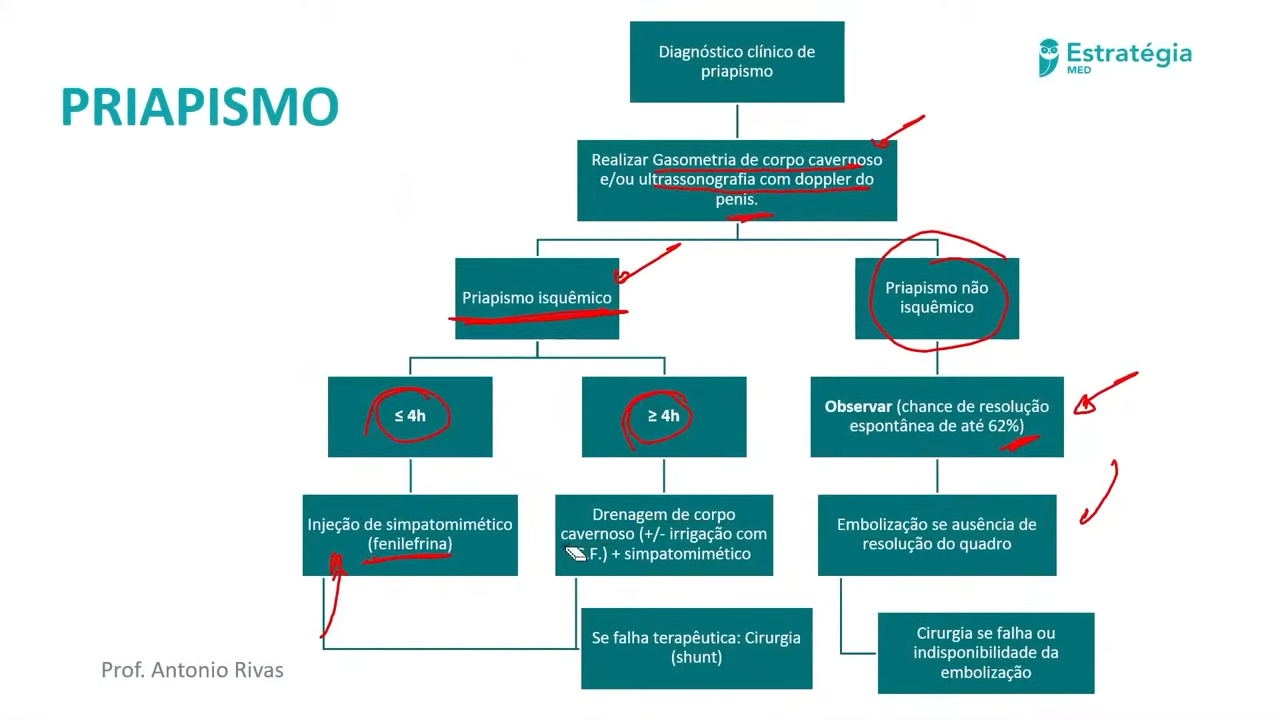 PRIAPISMO
Estratégia
MED
Diagnóstico clínico de
priapismo
Realizar Gasometria de corpo cavernoso
e/ou ultrassonografia com doppler do
penis.
Priapismo isquêmico
Priapismo não
isquêmico
≤ 4h
≥ 4h
Observar (chance de resolução
espontânea de até 62%)
Injeção de simpatomimético
(fenilefrina)
Drenagem de corpo
cavernoso (+/- irrigação com
.F.) + simpatomimético
Embolização se ausência de
resolução do quadro
Se falha terapêutica: Cirurgia
(shunt)
Cirurgia se falha ou
indisponibilidade da
embolização
Prof. Antonio Rivas